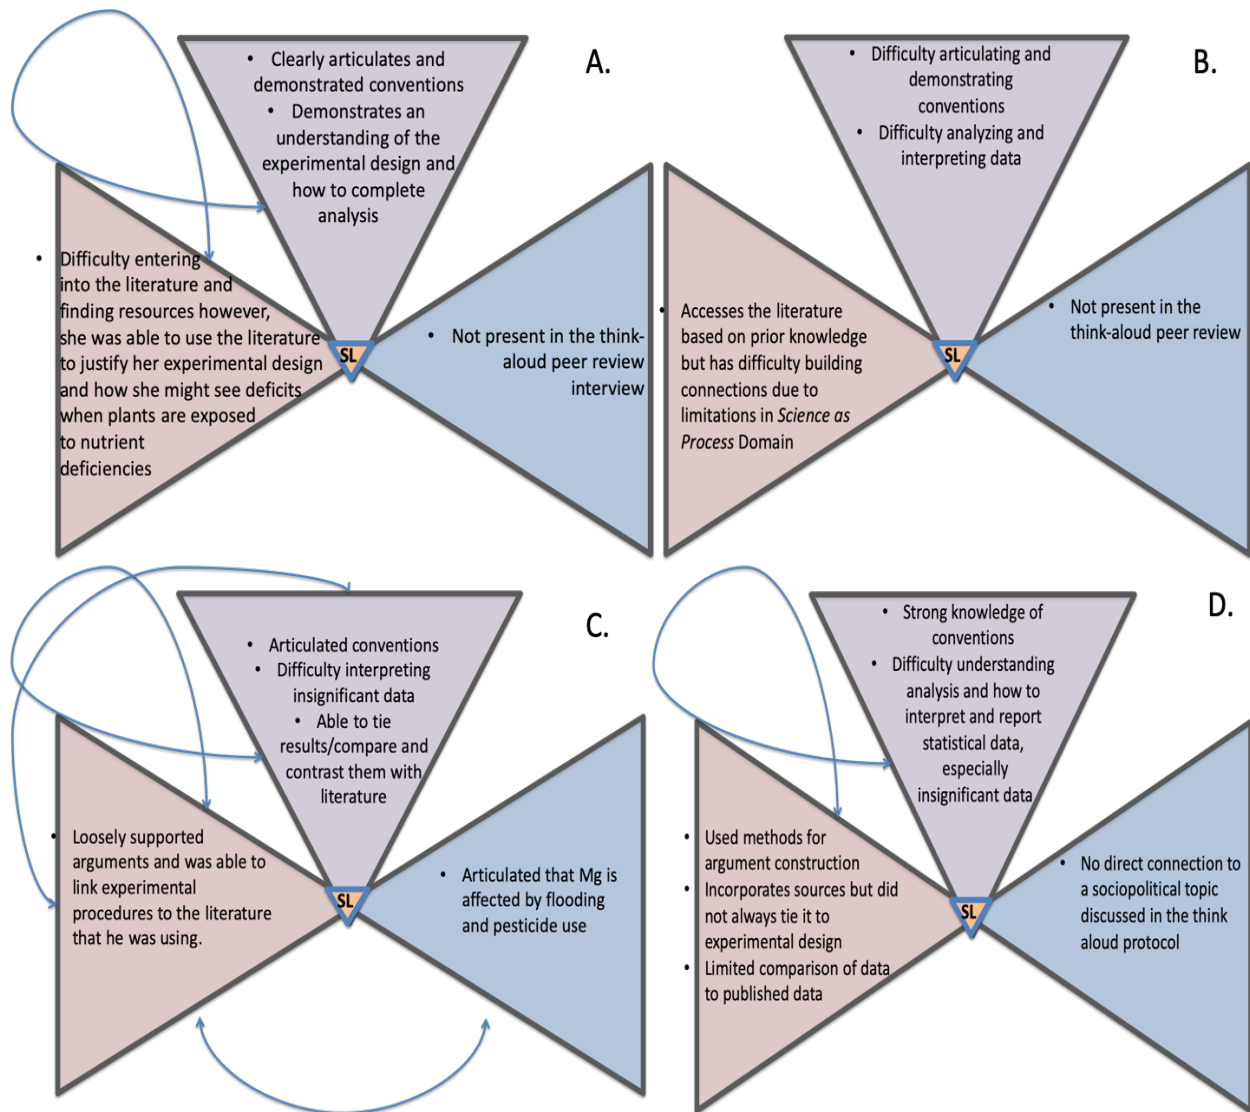 A.
• Clearly articulates and
demonstrated conventions
• Demonstrates an
understanding of the
experimental design and
how to complete
analysis
• Difficulty entering
into the literature and
finding resources however,
she was able to use the literature
to justify her experimental design
and how she might see deficits
when plants are exposed
to nutrient
deficiencies
• Not present in the think-
aloud peer review
interview
SL
B.
• Difficulty articulating and
demonstrating
conventions
• Difficulty analyzing and
interpreting data
• Accesses the literature
based on prior knowledge
but has difficulty building
connections due to
limitations in Science as
Process Domain
• Not present in the
think-aloud peer review
SL
C.
• Articulated conventions
• Difficulty interpreting
insignificant data
• Able to tie
results/compare and
contrast them with
literature
• Loosely supported
arguments and was able to
link experimental
procedures to the literature
that he was using.
• Articulated that Mg is
affected by flooding
and pesticide use
SL
D.
• Strong knowledge of
conventions
• Difficulty understanding
analysis and how to
interpret and report
statistical data,
especially
insignificant data
• Used methods for
argument construction
• Incorporates sources but did
not always tie it to
experimental design
• Limited comparison of data
to published data
• No direct connection to
a sociopolitical topic
discussed in the think
aloud protocol
SL